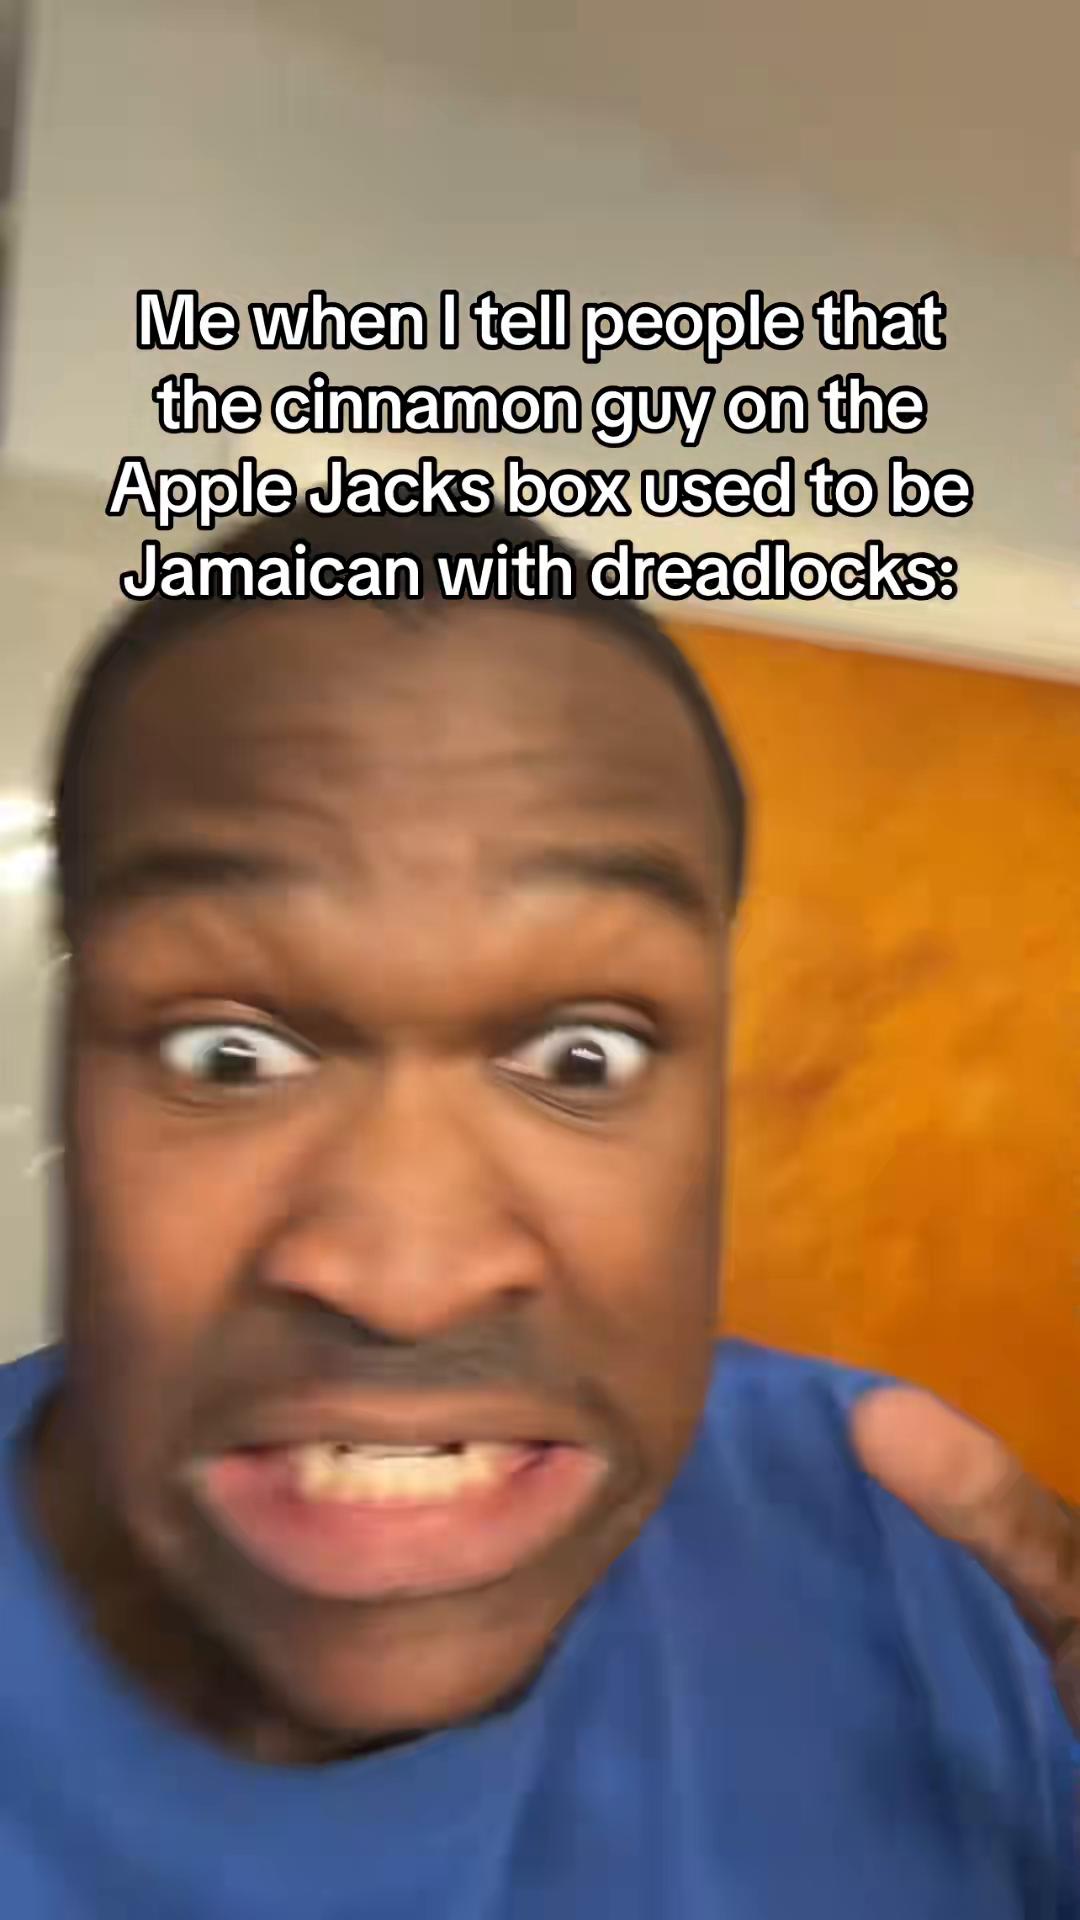 Me when I tell people that
the cinnamon guy on the
Apple Jacks box used to be
Jamaican with dreadlocks: